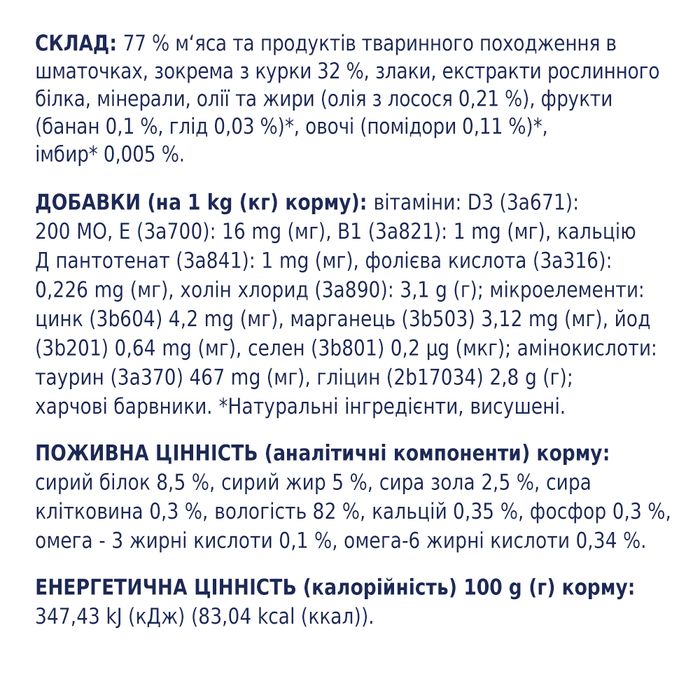 СКЛАД: 77 % м‘яса та продуктів тваринного походження в
шматочках, зокрема з курки 32 %, злаки, екстракти рослинного
білка, мінерали, олії та жири (олія з лосося 0,21 %), фрукти
(банан 0,1 %, глід 0,03 %)*, овочі (помідори 0,11 %)*,
імбир* 0,005 %.
ДОБАВКИ (на 1 kg (кг) корму): вітаміни: D3 (3a671):
200 МО, E (3a700): 16 mg (мг), B1 (3a821): 1 mg (мг), кальцію
Д пантотенат (3a841): 1 mg (мг), фолієва кислота (3a316):
0,226 mg (мг), холін хлорид (3a890): 3,1 g (г); мікроелементи:
цинк (3b604) 4,2 mg (мг), марганець (3b503) 3,12 mg (мг), йод
(3b201) 0,64 mg (мг), селен (3b801) 0,2 µg (мкг); амінокислоти:
таурин (3a370) 467 mg (мг), гліцин (2b17034) 2,8 g (г);
харчові барвники. *Натуральні інгредієнти, висушені.
ПОЖИВНА ЦІННІСТЬ (аналітичні компоненти) корму:
сирий білок 8,5 %, сирий жир 5 %, сира зола 2,5 %, сира
клітковина 0,3 %, вологість 82 %, кальцій 0,35 %, фосфор 0,3 %,
омега - 3 жирні кислоти 0,1 %, омега-6 жирні кислоти 0,34 %.
ЕНЕРГЕТИЧНА ЦІННІСТЬ (калорійність) 100 g (г) корму:
347,43 kJ (кДж) (83,04 kcal (ккал)).